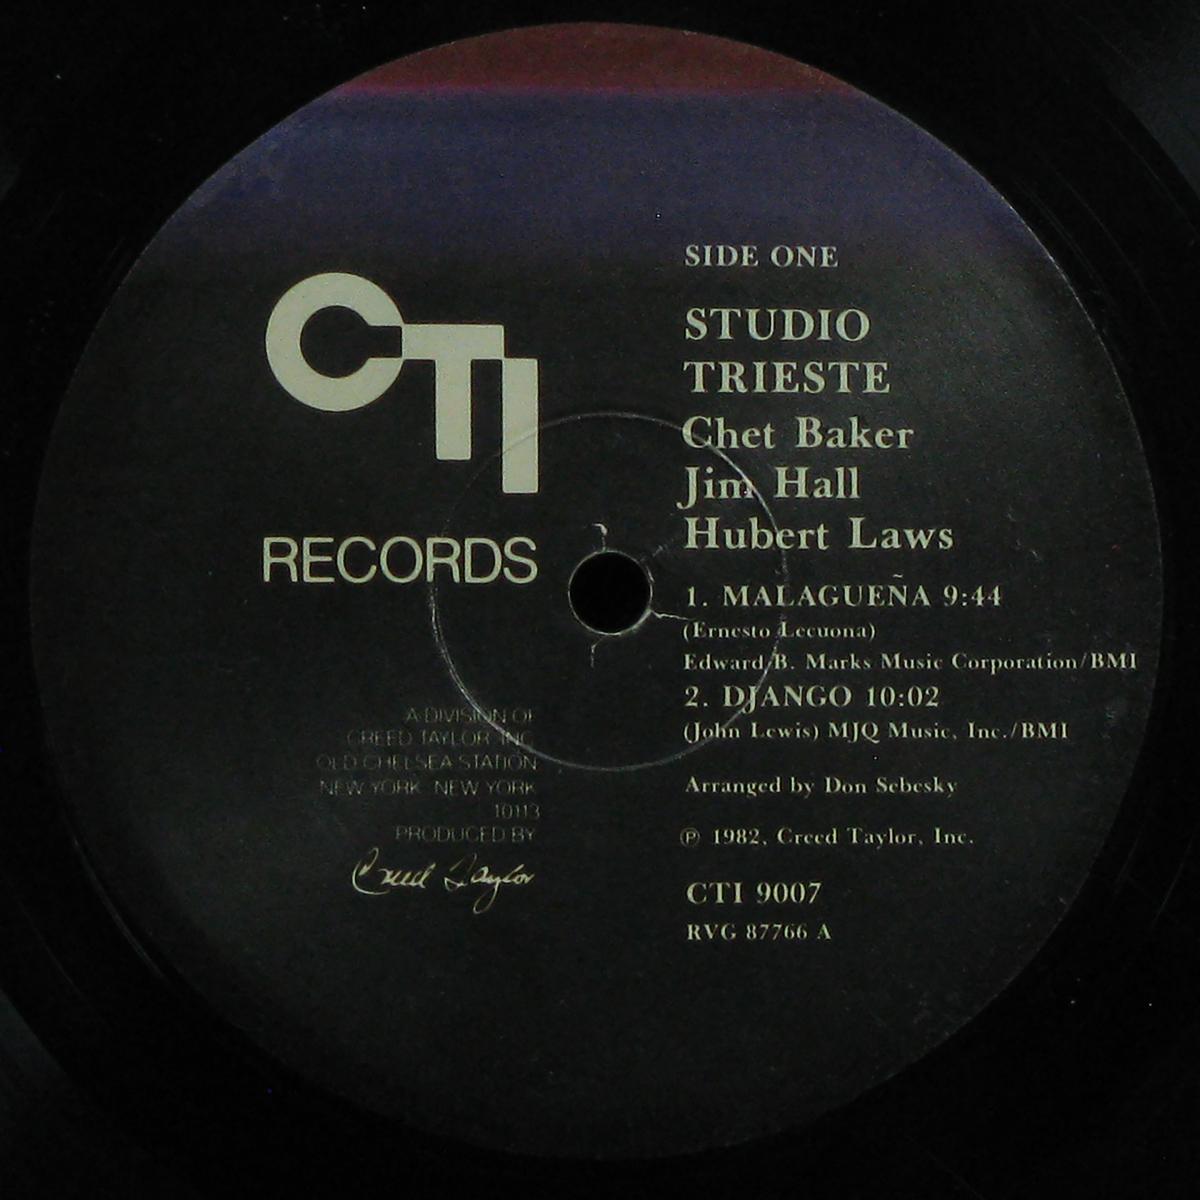 CTI
RECORDS
A DIVISION OF
CREED TAYLOR, INC.
OLD CHELSEA STATION
NEW YORK, NEW YORK
10113
PRODUCED BY
Creed Taylor
SIDE ONE
STUDIO
TRIESTE
Chet Baker
Jim Hall
Hubert Laws
1. MALAGUEÑA 9:44
(Ernesto Lecuona)
Edward B. Marks Music Corporation/BMI
2. DJANGO 10:02
(John Lewis) MJQ Music, Inc./BMI
Arranged by Don Sebesky
℗ 1982, Creed Taylor, Inc.
CTI 9007
RVG 87766 A